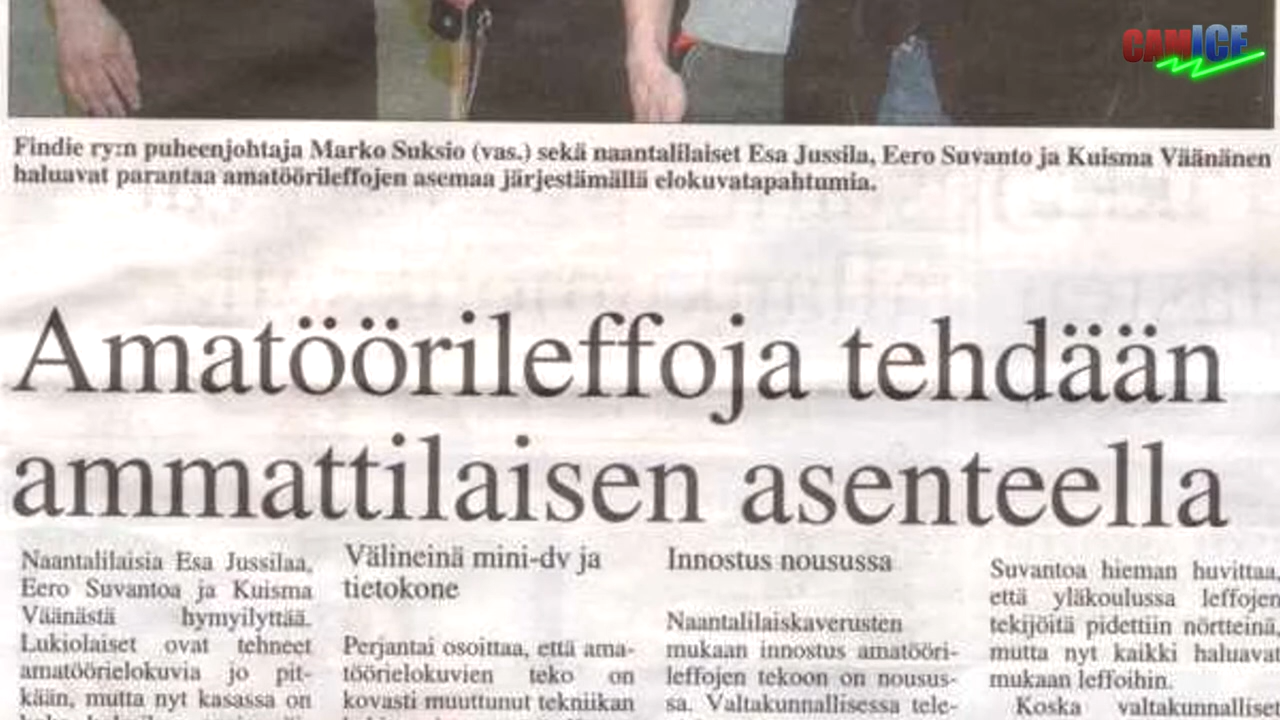 CAMICE
Findie ry:n puheenjohtaja Marko Suksio (vas.) sekä naantalilaiset Esa Jussila, Eero Suvanto ja Kuisma Väänänen
haluavat parantaa amatöörileffojen asemaa järjestämällä elokuvatapahtumia.
Amatöörileffoja tehdään
ammattilaisen asenteella
Naantalilaisia Esa Jussilaa,
Eero Suvantoa ja Kuisma
Väänästä hymyilyttää.
Lukiolaiset ovat tehneet
amatöörielokuvia jo pit-
kään, mutta nyt kasassa on
Välineinä mini-dv ja
tietokone
Perjantai osoittaa, että ama-
töörielokuvien teko on
kovasti muuttunut tekniikan
Innostus nousussa
Naantalilaiskaverusten
mukaan innostus amatööri-
leffojen tekoon on nousus-
sa. Valtakunnallisessa tele-
Suvantoa hieman huvittaa,
että yläkoulussa leffojen
tekijöitä pidettiin nörtteinä,
mutta nyt kaikki haluavat
mukaan leffoihin.
Koska valtakunnalliset